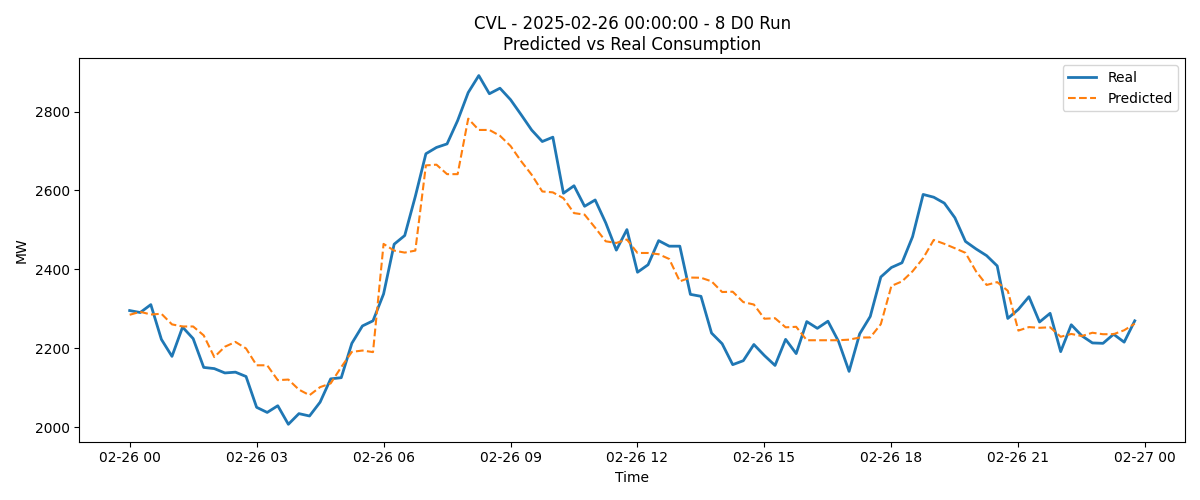 CVL - 2025-02-26 00:00:00 - 8 D0 Run
Predicted vs Real Consumption
Real
Predicted
MW
2800
2600
2400
2200
2000
02-26 00
02-26 03
02-26 06
02-26 09
02-26 12
02-26 15
02-26 18
02-26 21
02-27 00
Time